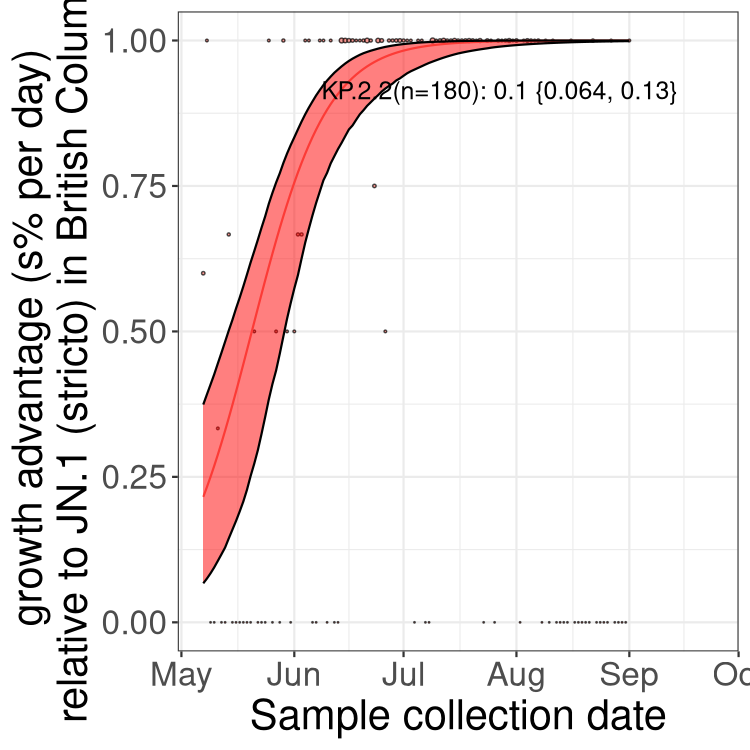 growth advantage (s% per day)
relative to JN.1 (stricto) in British Colum
1.00
0.75
0.50
0.25
0.00
KP.2.2(n=180): 0.1 {0.064, 0.13}
May Jun Jul Aug Sep Oc
Sample collection date